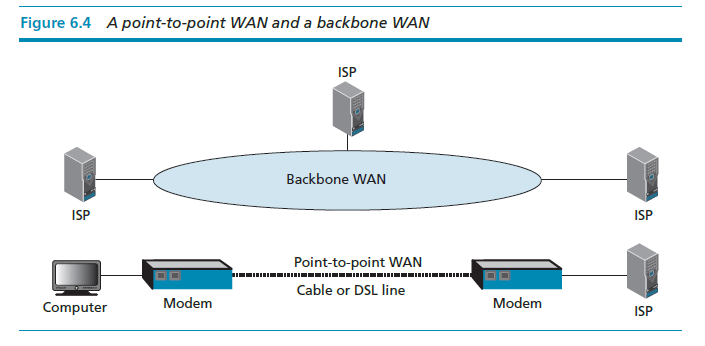 Figure 6.4 A point-to-point WAN and a backbone WAN
ISP
Backbone WAN
ISP
ISP
Point-to-point WAN
Cable or DSL line
Computer
Modem
Modem
ISP